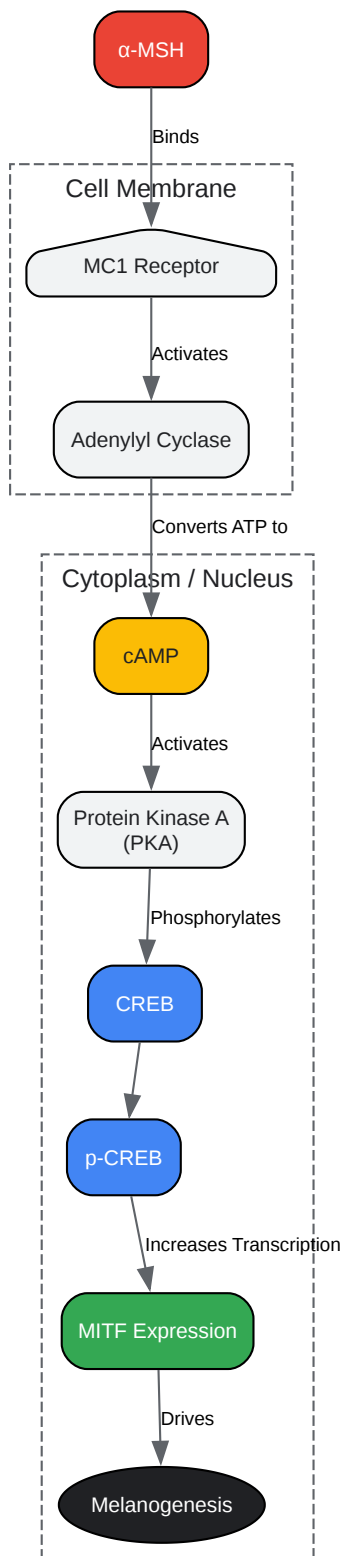 α-MSH
Binds
Cell Membrane
MC1 Receptor
Activates
Adenylyl Cyclase
Converts ATP to
Cytoplasm / Nucleus
cAMP
Activates
Protein Kinase A
(PKA)
Phosphorylates
CREB
p-CREB
Increases Transcription
MITF Expression
Drives
Melanogenesis